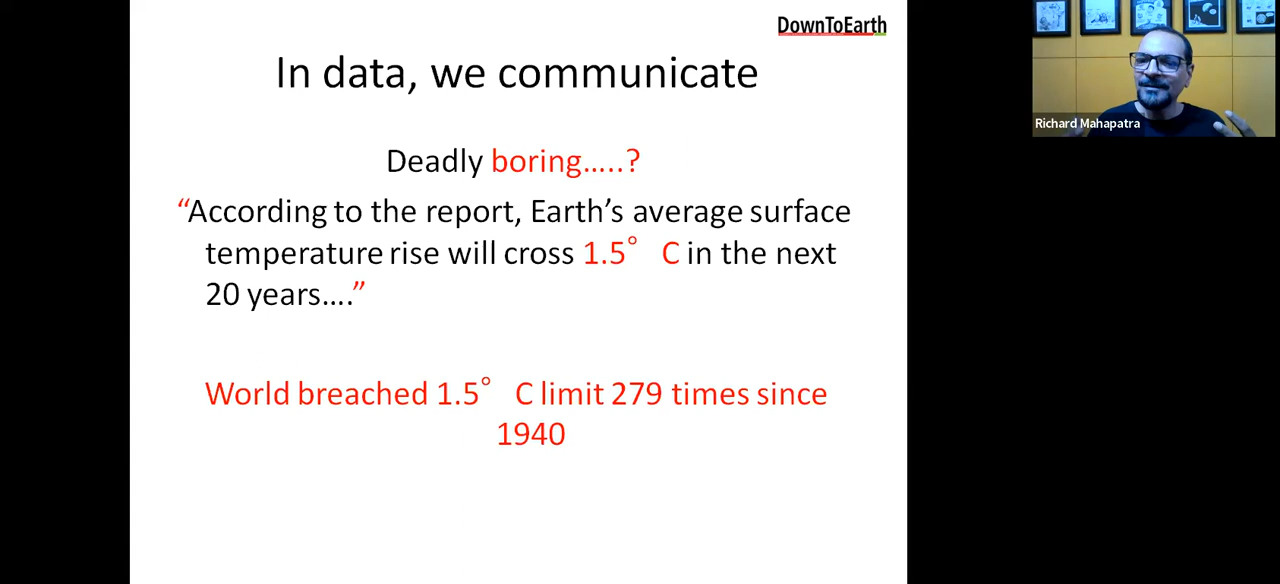 DownToEarth
In data, we communicate
Deadly boring.....?
“According to the report, Earth’s average surface
temperature rise will cross 1.5° C in the next
20 years….”
World breached 1.5° C limit 279 times since
1940
Richard Mahapatra